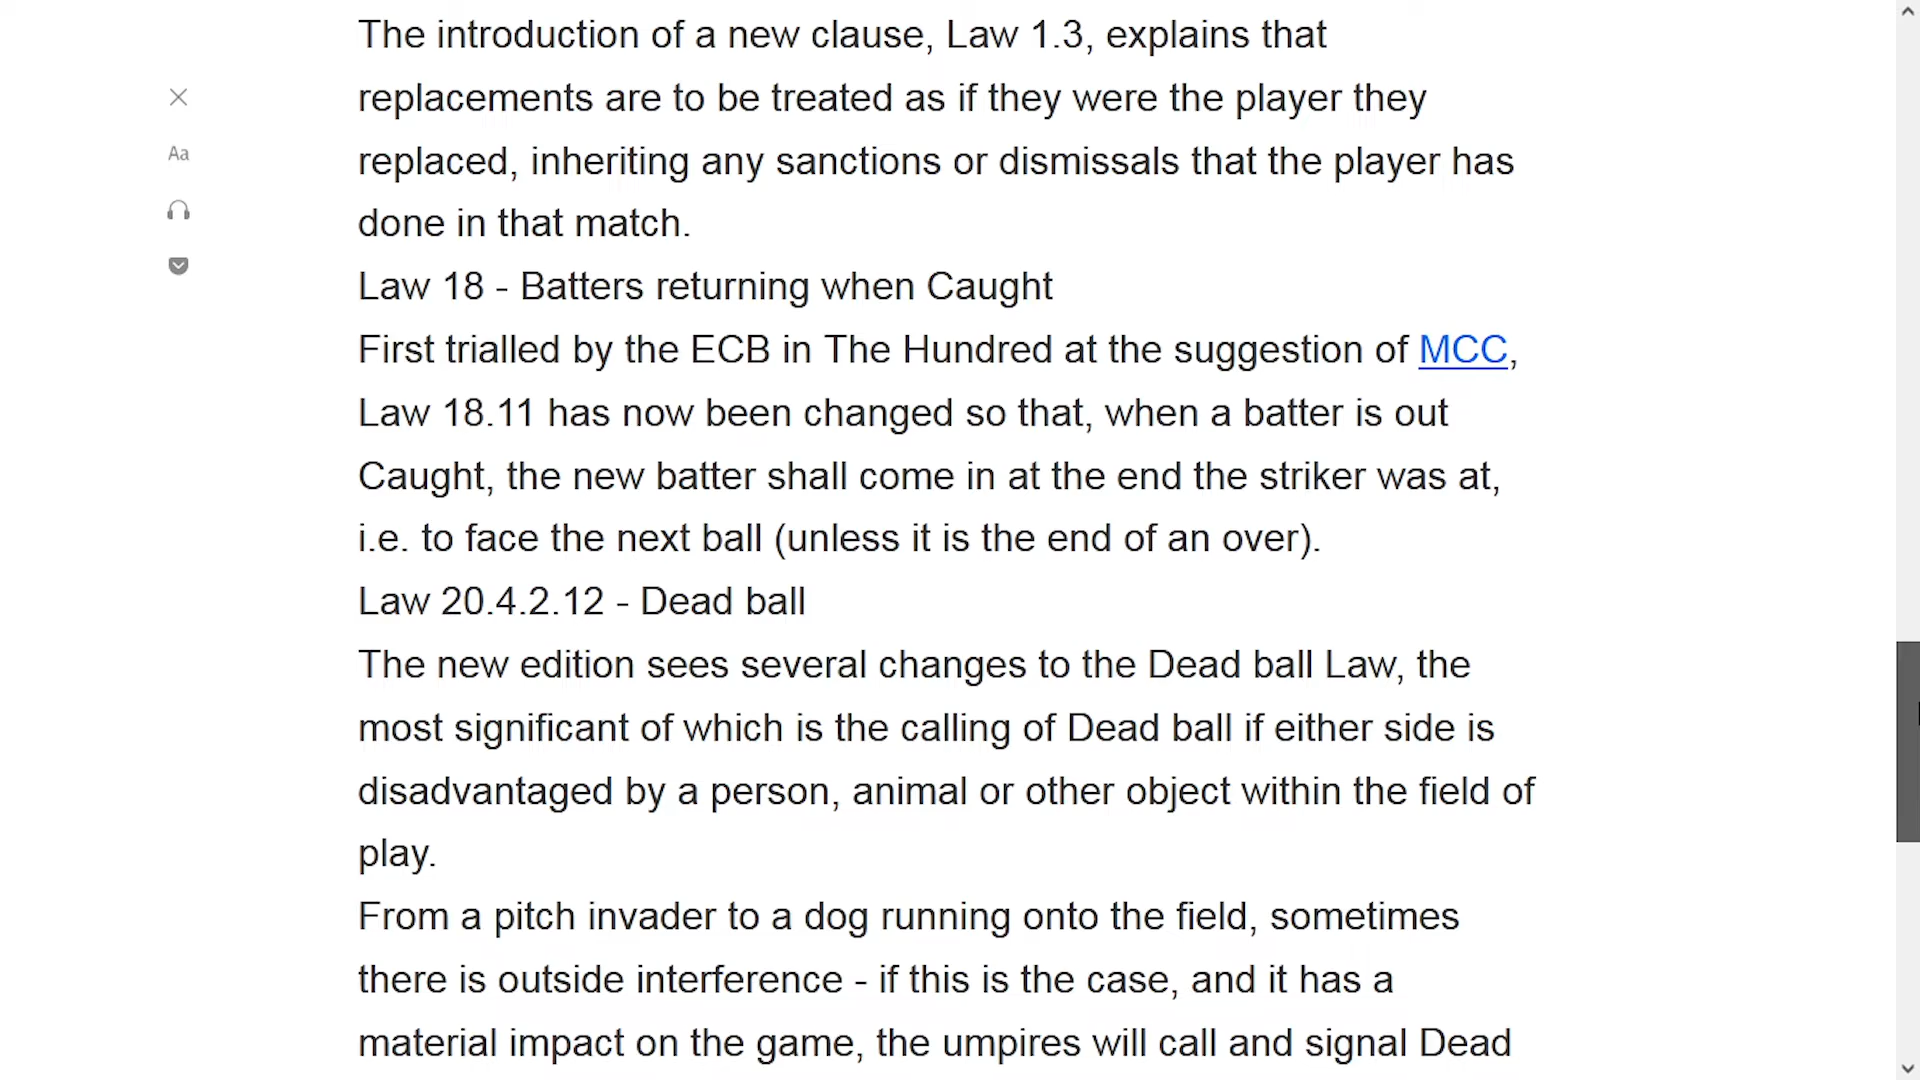 The introduction of a new clause, Law 1.3, explains that
replacements are to be treated as if they were the player they
replaced, inheriting any sanctions or dismissals that the player has
done in that match.
Law 18 - Batters returning when Caught
First trialled by the ECB in The Hundred at the suggestion of MCC,
Law 18.11 has now been changed so that, when a batter is out
Caught, the new batter shall come in at the end the striker was at,
i.e. to face the next ball (unless it is the end of an over).
Law 20.4.2.12 - Dead ball
The new edition sees several changes to the Dead ball Law, the
most significant of which is the calling of Dead ball if either side is
disadvantaged by a person, animal or other object within the field of
play.
From a pitch invader to a dog running onto the field, sometimes
there is outside interference - if this is the case, and it has a
material impact on the game, the umpires will call and signal Dead
Aa